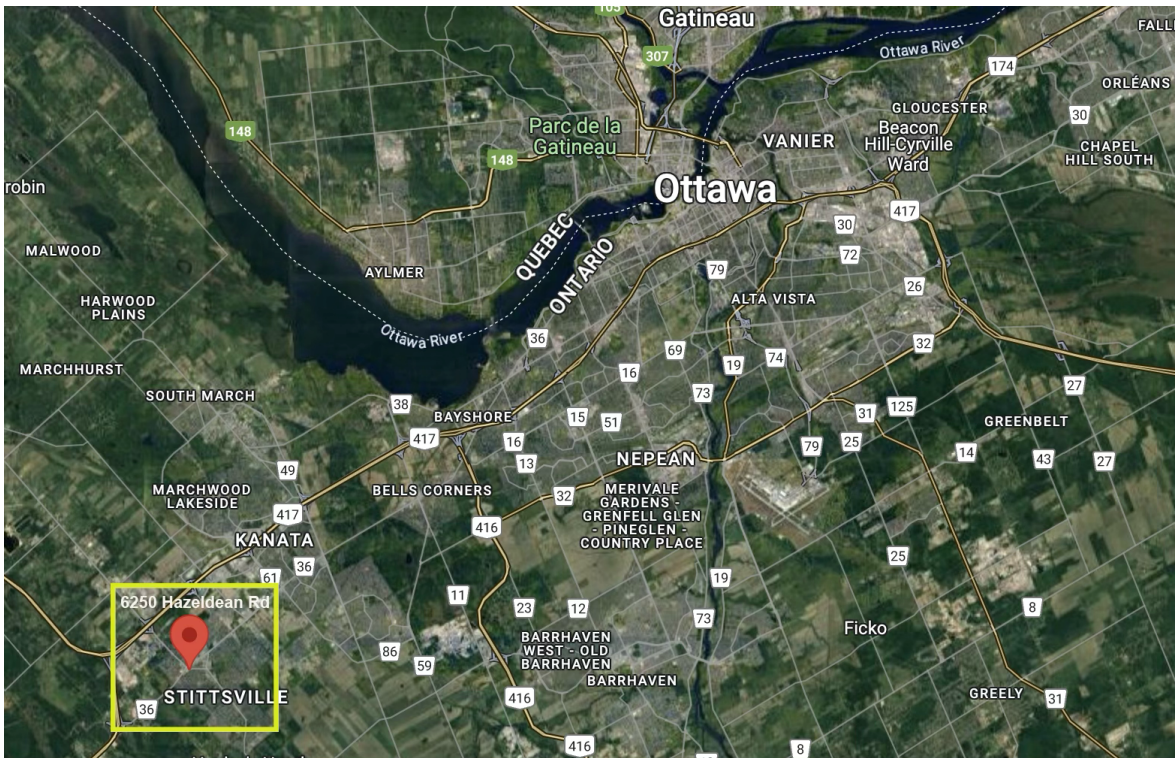 105
Gatineau
307
Ottawa River
FALL
174
148
ORLÉANS
GLOUCESTER
30
Parc de la
Gatineau
Beacon
Hill-Cyrville
Ward
VANIER
CHAPEL
HILL SOUTH
148
robin
Ottawa
417
30
MALWOOD
QUEBEC
ONTARIO
72
AYLMER
79
26
HARWOOD
PLAINS
ALTA VISTA
Ottawa River
36
32
MARCHHURST
69
74
19
16
27
SOUTH MARCH
73
38
125
31
BAYSHORE
15
51
GREENBELT
417
16
25
79
14
43
27
13
NEPEAN
49
MARCHWOOD
LAKESIDE
BELLS CORNERS
32
MERIVALE
GARDENS -
GRENFELL GLEN
- PINEGLEN -
COUNTRY PLACE
417
416
KANATA
25
36
61
19
6250 Hazeldean Rd
11
23
12
8
73
Ficko
BARRHAVEN
WEST - OLD
BARRHAVEN
86
59
BARRHAVEN
STITTSVILLE
36
416
GREELY
31
416
8